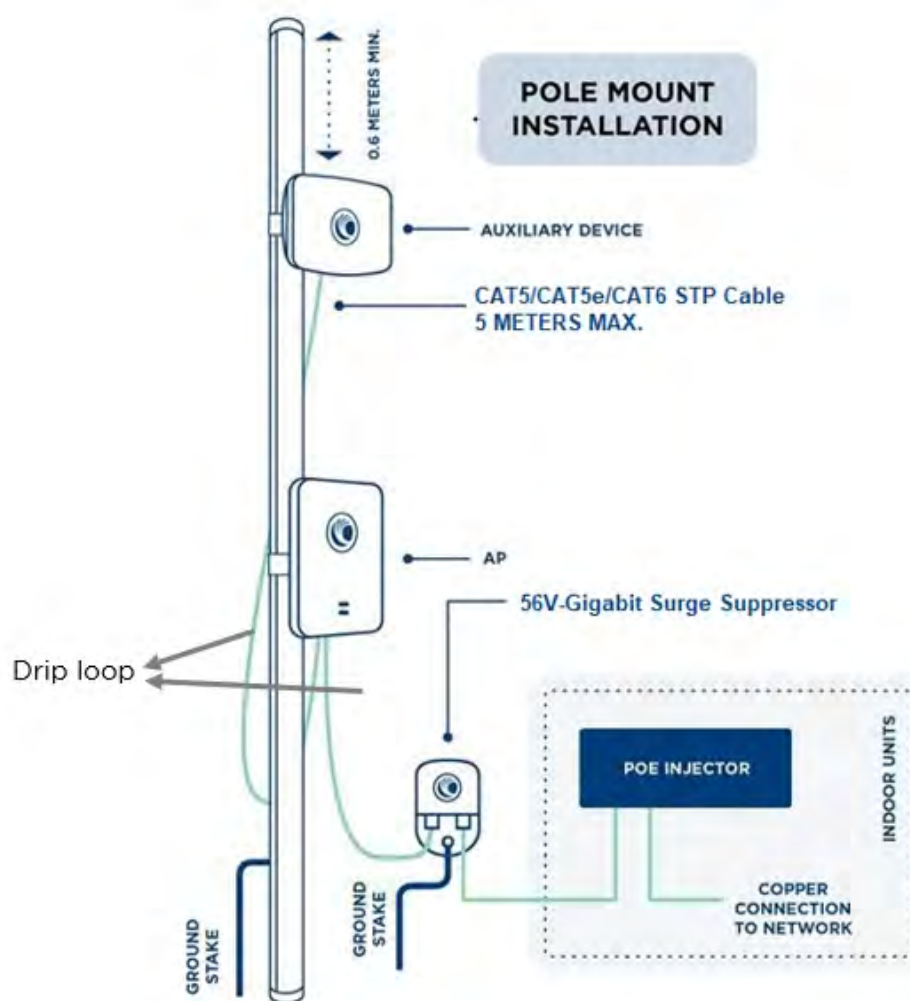 0.6 METERS MIN.
POLE MOUNT
INSTALLATION
AUXILIARY DEVICE
CAT5/CAT5e/CAT6 STP Cable
5 METERS MAX.
AP
56V-Gigabit Surge Suppressor
Drip loop
POE INJECTOR
INDOOR UNITS
COPPER
CONNECTION
TO NETWORK
GROUND
STAKE
GROUND
STAKE